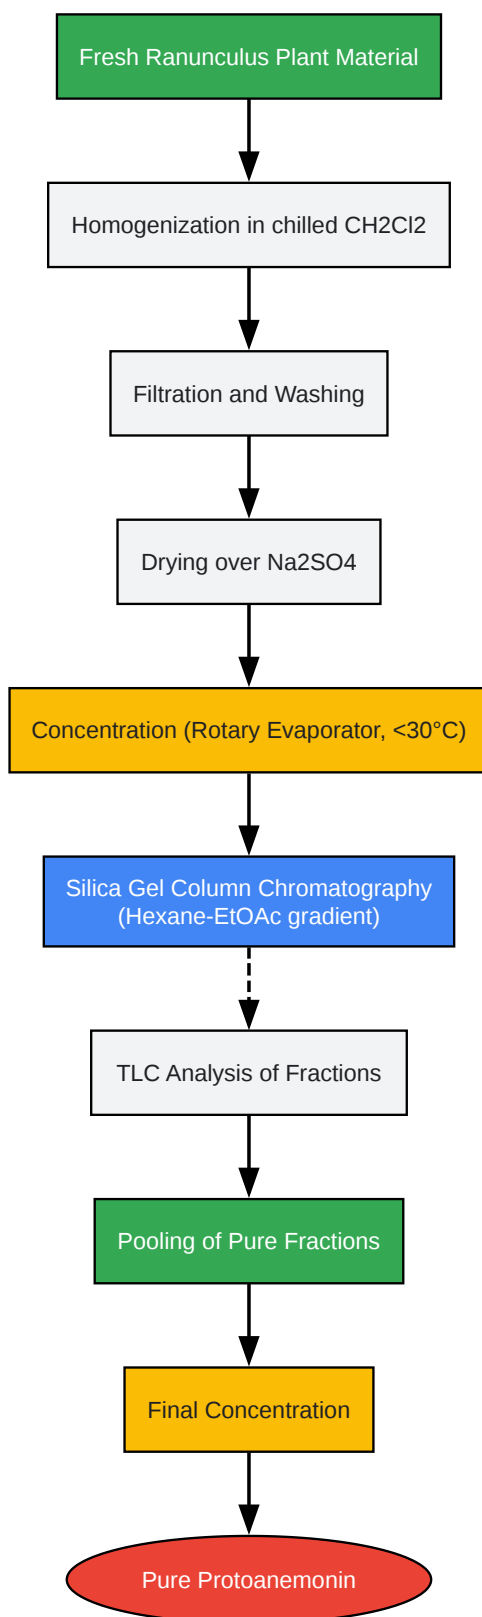 Fresh Ranunculus Plant Material
Homogenization in chilled CH2Cl2
Filtration and Washing
Drying over Na2SO4
Concentration (Rotary Evaporator, <30°C)
Silica Gel Column Chromatography
(Hexane-EtOAc gradient)
TLC Analysis of Fractions
Pooling of Pure Fractions
Final Concentration
Pure Protoanemonin